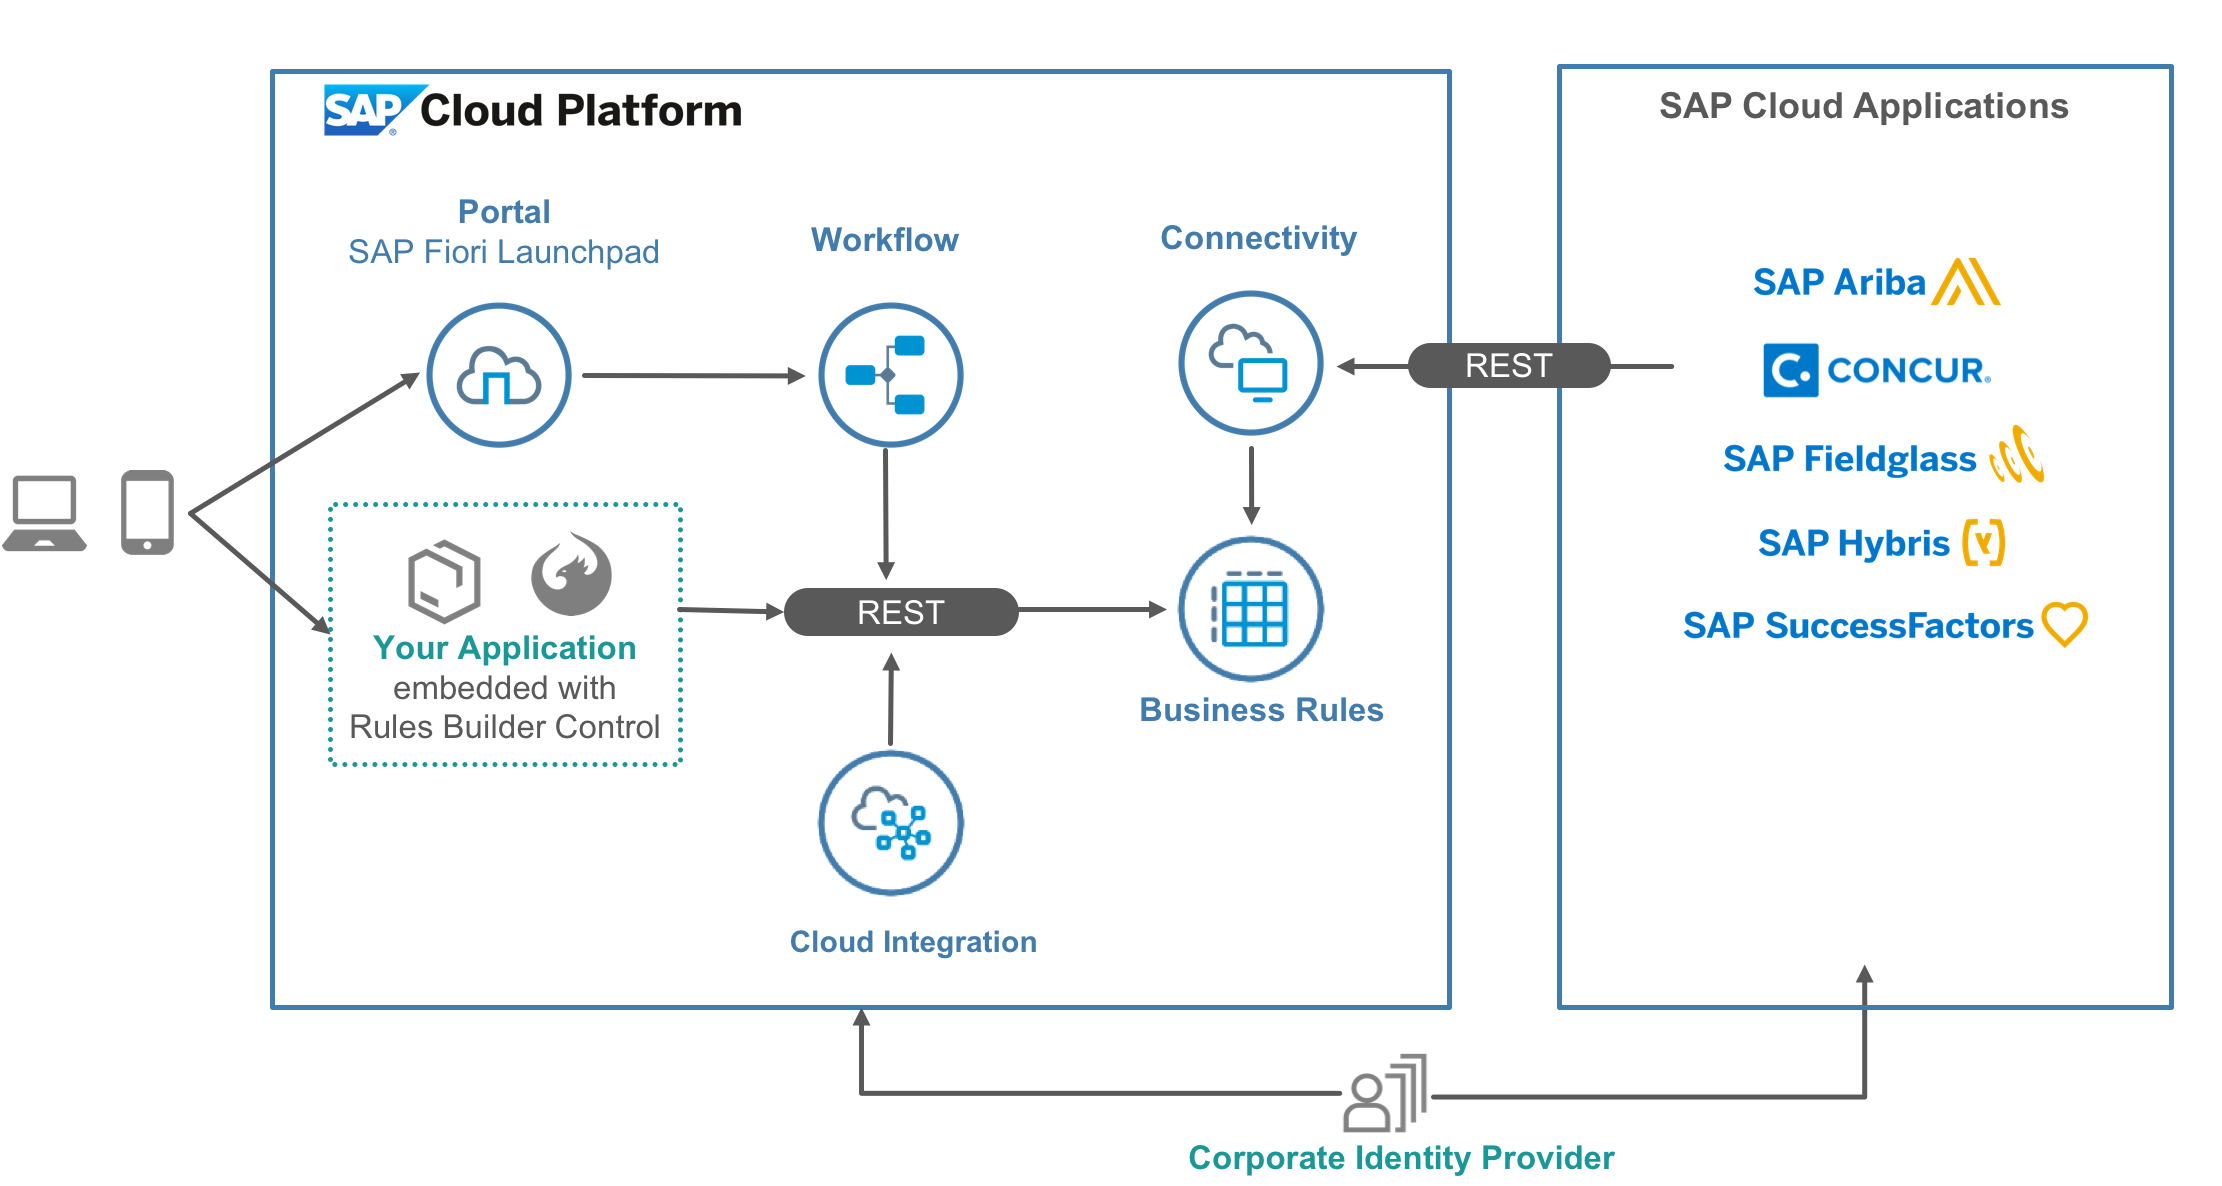 SAP® Cloud Platform
Portal
SAP Fiori Launchpad
Workflow
Connectivity
REST
Your Application
embedded with
Rules Builder Control
REST
Business Rules
Cloud Integration
SAP Cloud Applications
SAP Ariba
C. CONCUR®
SAP Fieldglass
SAP Hybris
SAP SuccessFactors
Corporate Identity Provider